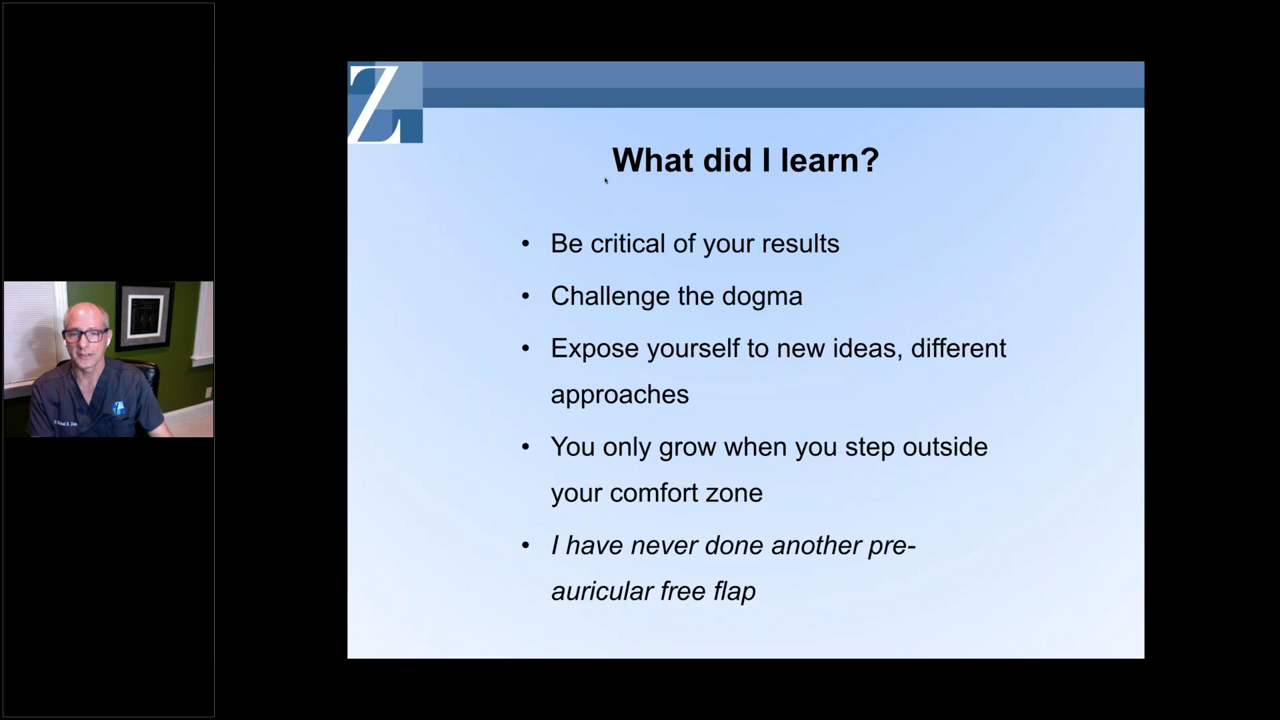 Z
What did I learn?
• Be critical of your results
• Challenge the dogma
• Expose yourself to new ideas, different
approaches
• You only grow when you step outside
your comfort zone
• I have never done another pre-
auricular free flap